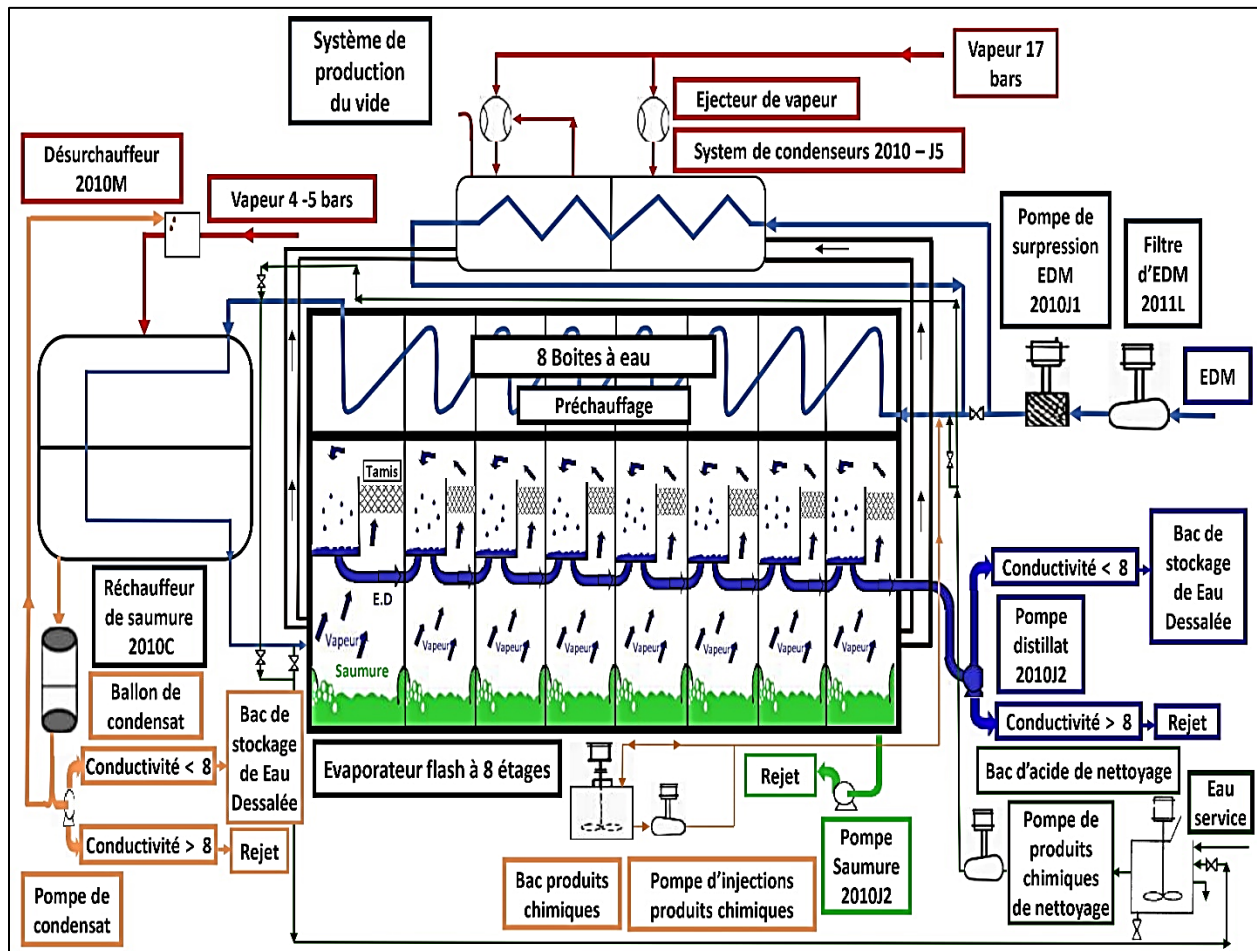 Système de
production
du vide
Vapeur 17
bars
Ejecteur de vapeur
System de condenseurs 2010 – J5
Désurchauffeur
2010M
Vapeur 4 -5 bars
Pompe de
surpression
EDM
2010J1
Filtre
d'EDM
2011L
EDM
8 Boites à eau
Préchauffage
Tamis
E.D
Vapeur
Vapeur
Vapeur
Vapeur
Vapeur
Vapeur
Vapeur
Vapeur
Saumure
Réchauffeur
de saumure
2010C
Ballon de
condensat
Conductivité < 8
Bac de
stockage
de Eau
Dessalée
Conductivité > 8
Rejet
Pompe de
condensat
Evaporateur flash à 8 étages
Bac produits
chimiques
Pompe d'injections
produits chimiques
Rejet
Pompe
Saumure
2010J2
Conductivité < 8
Bac de
stockage
de Eau
Dessalée
Pompe
distillat
2010J2
Conductivité > 8
Rejet
Bac d'acide de nettoyage
Pompe de
produits
chimiques
de nettoyage
Eau
service